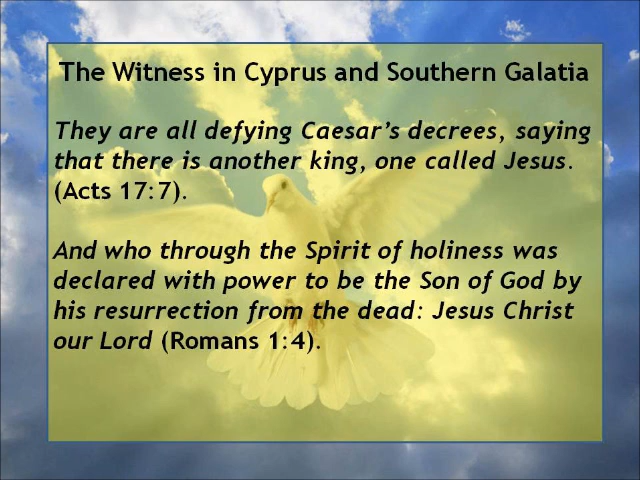 The Witness in Cyprus and Southern Galatia
They are all defying Caesar’s decrees, saying
that there is another king, one called Jesus.
(Acts 17:7).
And who through the Spirit of holiness was
declared with power to be the Son of God by
his resurrection from the dead: Jesus Christ
our Lord (Romans 1:4).